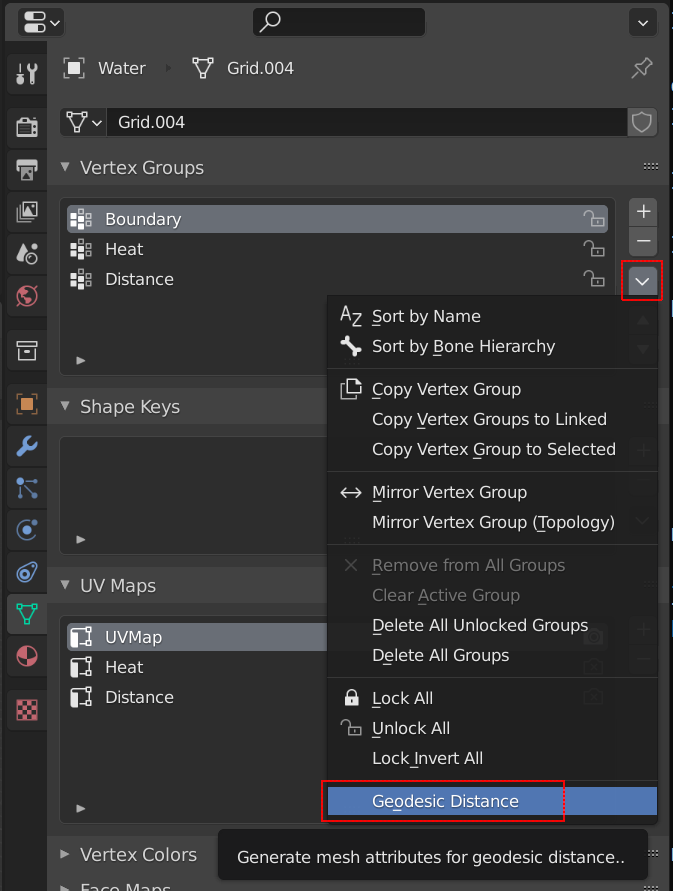 Water
Grid.004
Grid.004
Vertex Groups
Boundary
Heat
Distance
Sort by Name
Sort by Bone Hierarchy
Copy Vertex Group
Copy Vertex Groups to Linked
Copy Vertex Group to Selected
Mirror Vertex Group
Mirror Vertex Group (Topology)
Remove from All Groups
Clear Active Group
Delete All Unlocked Groups
Delete All Groups
Lock All
Unlock All
Lock Invert All
Geodesic Distance
Shape Keys
UV Maps
UVMap
Heat
Distance
Vertex Colors
Generate mesh attributes for geodesic distance..
Face Maps